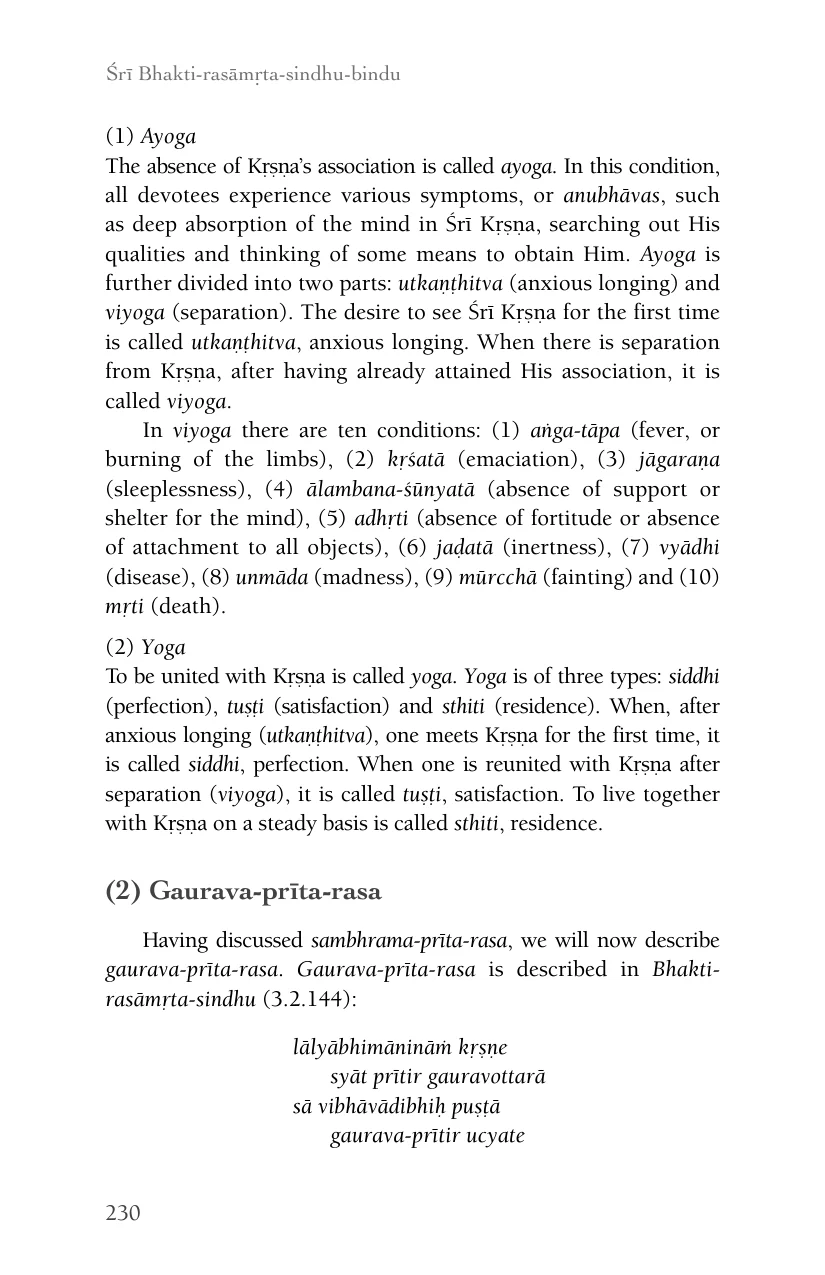 Śrī Bhakti-rasāmṛta-sindhu-bindu
(1) Ayoga
The absence of Kṛṣṇa’s association is called ayoga. In this condition,
all devotees experience various symptoms, or anubhāvas, such
as deep absorption of the mind in Śrī Kṛṣṇa, searching out His
qualities and thinking of some means to obtain Him. Ayoga is
further divided into two parts: utkaṇṭhitva (anxious longing) and
viyoga (separation). The desire to see Śrī Kṛṣṇa for the first time
is called utkaṇṭhitva, anxious longing. When there is separation
from Kṛṣṇa, after having already attained His association, it is
called viyoga.
In viyoga there are ten conditions: (1) aṅga-tāpa (fever, or
burning of the limbs), (2) kṛśatā (emaciation), (3) jāgaraṇa
(sleeplessness), (4) ālambana-śūnyatā (absence of support or
shelter for the mind), (5) adhṛti (absence of fortitude or absence
of attachment to all objects), (6) jaḍatā (inertness), (7) vyādhi
(disease), (8) unmāda (madness), (9) mūrcchā (fainting) and (10)
mṛti (death).
(2) Yoga
To be united with Kṛṣṇa is called yoga. Yoga is of three types: siddhi
(perfection), tuṣṭi (satisfaction) and sthiti (residence). When, after
anxious longing (utkaṇṭhitva), one meets Kṛṣṇa for the first time, it
is called siddhi, perfection. When one is reunited with Kṛṣṇa after
separation (viyoga), it is called tuṣṭi, satisfaction. To live together
with Kṛṣṇa on a steady basis is called sthiti, residence.
(2) Gaurava-prīta-rasa
Having discussed sambhrama-prīta-rasa, we will now describe
gaurava-prīta-rasa. Gaurava-prīta-rasa is described in Bhakti-
rasāmṛta-sindhu (3.2.144):
lālyābhimānināṁ kṛṣṇe
syāt prītir gauravottarā
sā vibhāvādibhiḥ puṣṭā
gaurava-prītir ucyate
230